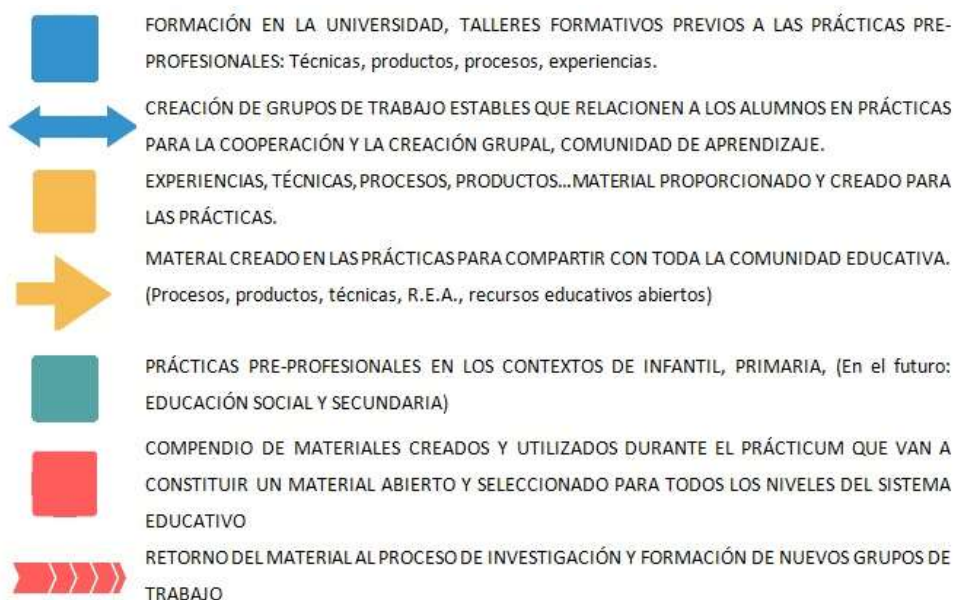 FORMACIÓN EN LA UNIVERSIDAD, TALLERES FORMATIVOS PREVIOS A LAS PRÁCTICAS PRE-
PROFESIONALES: Técnicas, productos, procesos, experiencias.
CREACIÓN DE GRUPOS DE TRABAJO ESTABLES QUE RELACIONEN A LOS ALUMNOS EN PRÁCTICAS
PARA LA COOPERACIÓN Y LA CREACIÓN GRUPAL, COMUNIDAD DE APRENDIZAJE.
EXPERIENCIAS, TÉCNICAS, PROCESOS, PRODUCTOS...MATERIAL PROPORCIONADO Y CREADO PARA
LAS PRÁCTICAS.
MATERAL CREADO EN LAS PRÁCTICAS PARA COMPARTIR CON TODA LA COMUNIDAD EDUCATIVA.
(Procesos, productos, técnicas, R.E.A., recursos educativos abiertos)
PRÁCTICAS PRE-PROFESIONALES EN LOS CONTEXTOS DE INFANTIL, PRIMARIA, (En el futuro:
EDUCACIÓN SOCIAL Y SECUNDARIA)
COMPENDIO DE MATERIALES CREADOS Y UTILIZADOS DURANTE EL PRÁCTICUM QUE VAN A
CONSTITUIR UN MATERIAL ABIERTO Y SELECCIONADO PARA TODOS LOS NIVELES DEL SISTEMA
EDUCATIVO
RETORNO DEL MATERIAL AL PROCESO DE INVESTIGACIÓN Y FORMACIÓN DE NUEVOS GRUPOS DE
TRABAJO